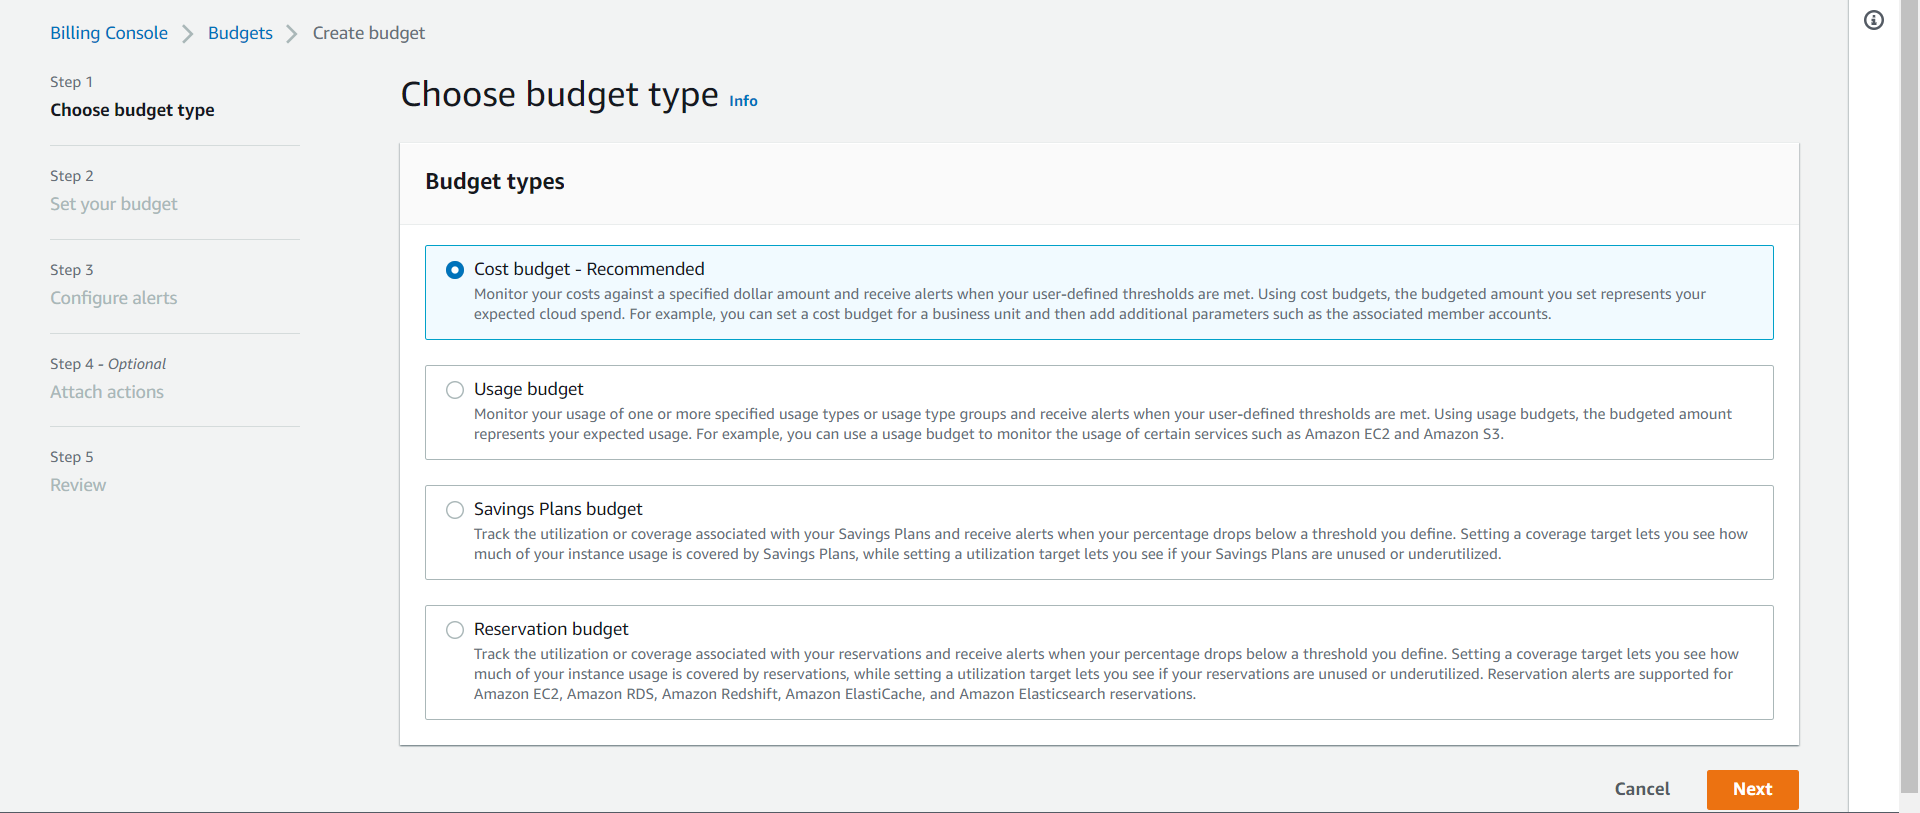 Billing Console > Budgets > Create budget
Step 1
Choose budget type
Step 2
Set your budget
Step 3
Configure alerts
Step 4 - Optional
Attach actions
Step 5
Review
Choose budget type Info
Budget types
Cost budget - Recommended
Monitor your costs against a specified dollar amount and receive alerts when your user-defined thresholds are met. Using cost budgets, the budgeted amount you set represents your
expected cloud spend. For example, you can set a cost budget for a business unit and then add additional parameters such as the associated member accounts.
Usage budget
Monitor your usage of one or more specified usage types or usage type groups and receive alerts when your user-defined thresholds are met. Using usage budgets, the budgeted amount
represents your expected usage. For example, you can use a usage budget to monitor the usage of certain services such as Amazon EC2 and Amazon S3.
Savings Plans budget
Track the utilization or coverage associated with your Savings Plans and receive alerts when your percentage drops below a threshold you define. Setting a coverage target lets you see how
much of your instance usage is covered by Savings Plans, while setting a utilization target lets you see if your Savings Plans are unused or underutilized.
Reservation budget
Track the utilization or coverage associated with your reservations and receive alerts when your percentage drops below a threshold you define. Setting a coverage target lets you see how
much of your instance usage is covered by reservations, while setting a utilization target lets you see if your reservations are unused or underutilized. Reservation alerts are supported for
Amazon EC2, Amazon RDS, Amazon Redshift, Amazon ElastiCache, and Amazon Elasticsearch reservations.
Cancel Next